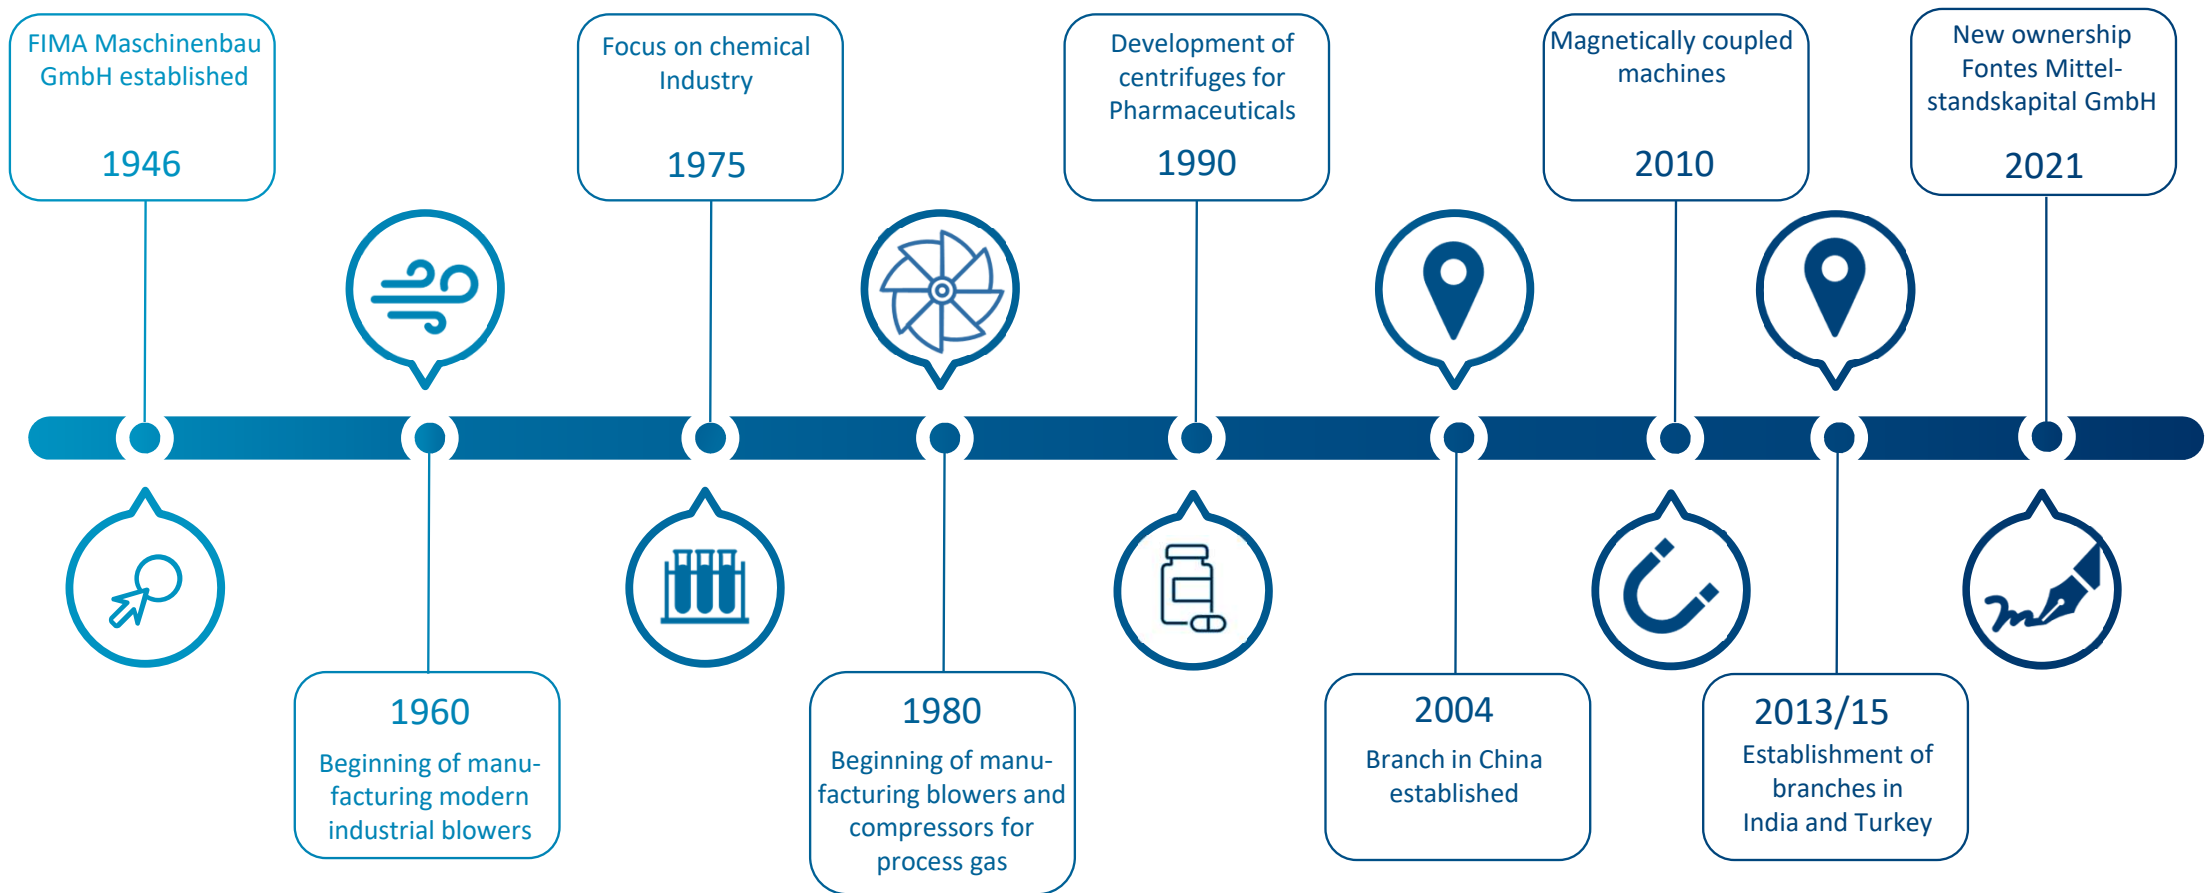 FIMA Maschinenbau
GmbH established
1946
Focus on chemical
Industry
1975
Development of
centrifuges for
Pharmaceuticals
1990
Magnetically coupled
machines
2010
New ownership
Fontes Mittel-
standskapital GmbH
2021
1960
Beginning of manu-
facturing modern
industrial blowers
1980
Beginning of manu-
facturing blowers and
compressors for
process gas
2004
Branch in China
established
2013/15
Establishment of
branches in
India and Turkey